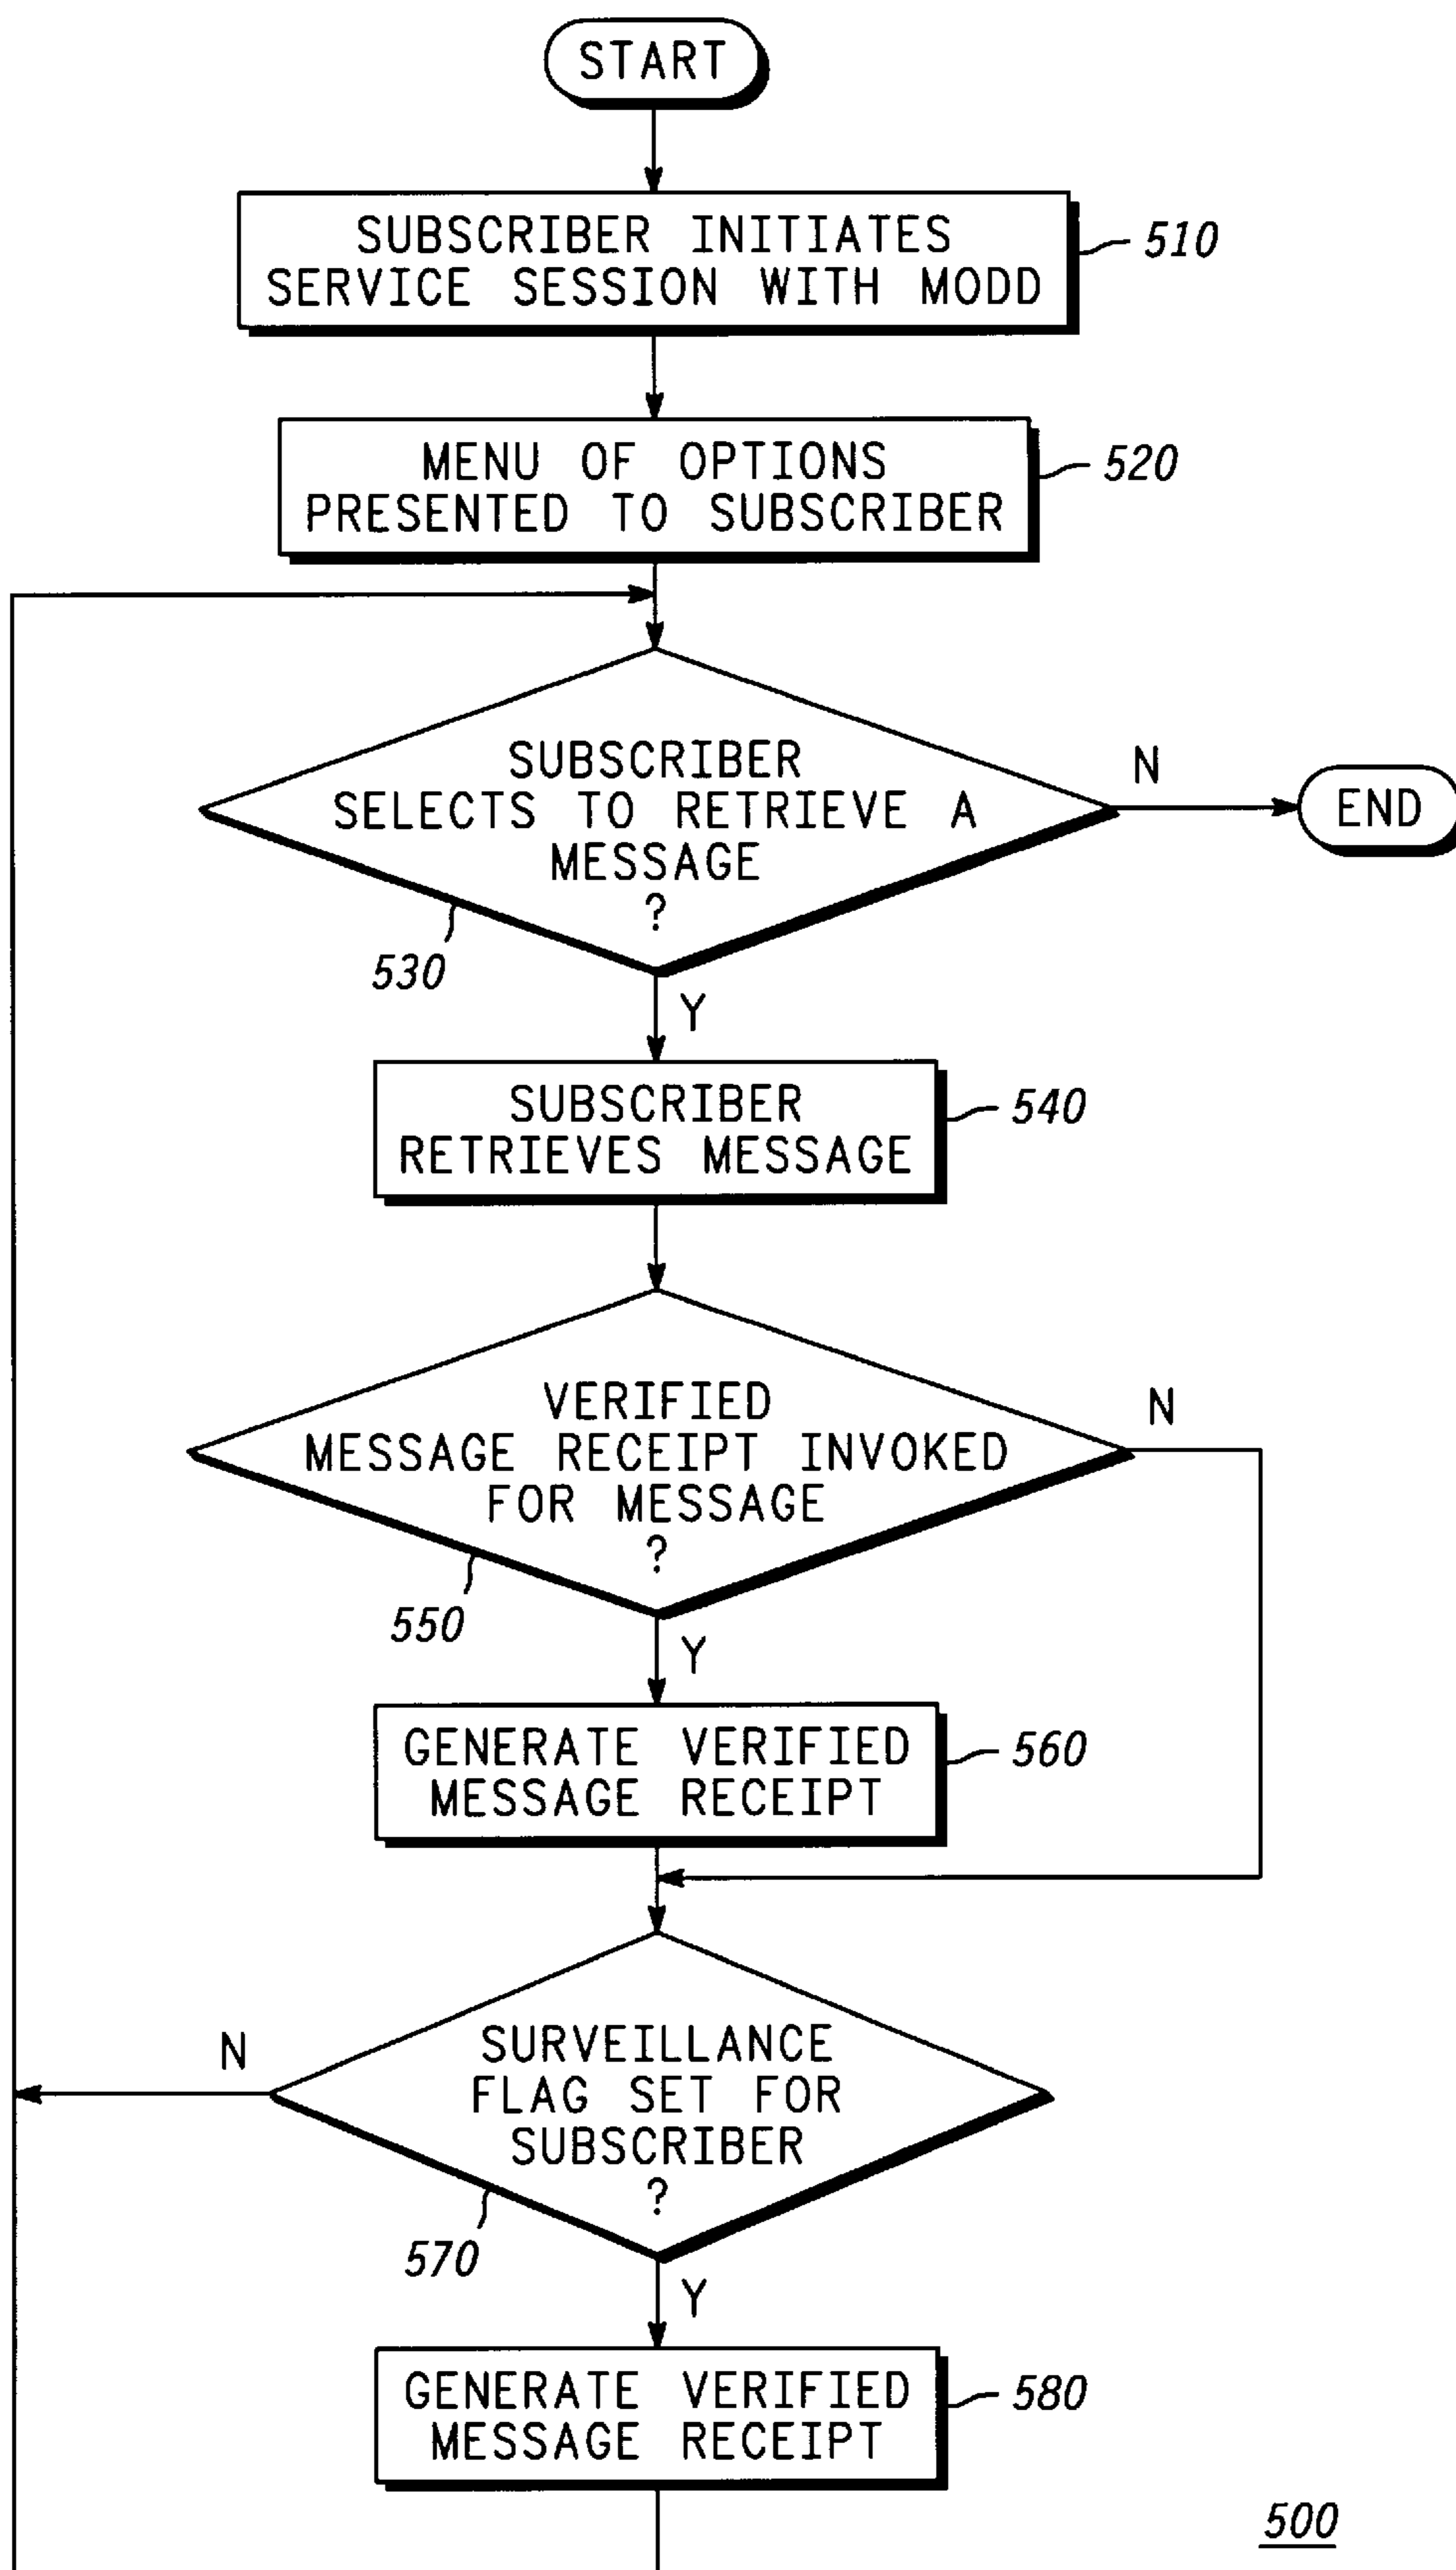 START
SUBSCRIBER INITIATES
SERVICE SESSION WITH MODD
510
MENU OF OPTIONS
PRESENTED TO SUBSCRIBER
520
SUBSCRIBER
SELECTS TO RETRIEVE A
MESSAGE
?
N
END
530
Y
SUBSCRIBER
RETRIEVES MESSAGE
540
VERIFIED
MESSAGE RECEIPT INVOKED
FOR MESSAGE
?
N
550
Y
GENERATE VERIFIED
MESSAGE RECEIPT
560
N
SURVEILLANCE
FLAG SET FOR
SUBSCRIBER
?
570
Y
GENERATE VERIFIED
MESSAGE RECEIPT
580
500